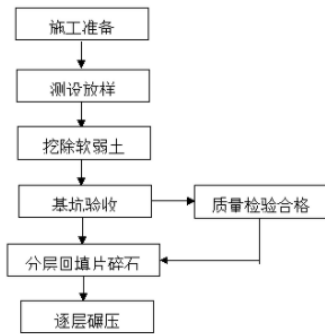 施工准备
测设放样
挖除软弱土
基坑验收
质量检验合格
分层回填片碎石
逐层碾压